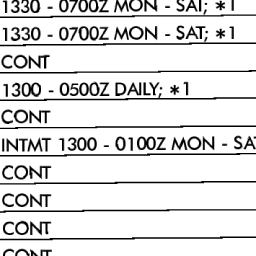 1330 - 0700Z MON - SAT; *1
1330 - 0700Z MON - SAT; *1
CONT
1300 - 0500Z DAILY; *1
CONT
INTMT 1300 - 0100Z MON - SAT
CONT
CONT
CONT
CONT